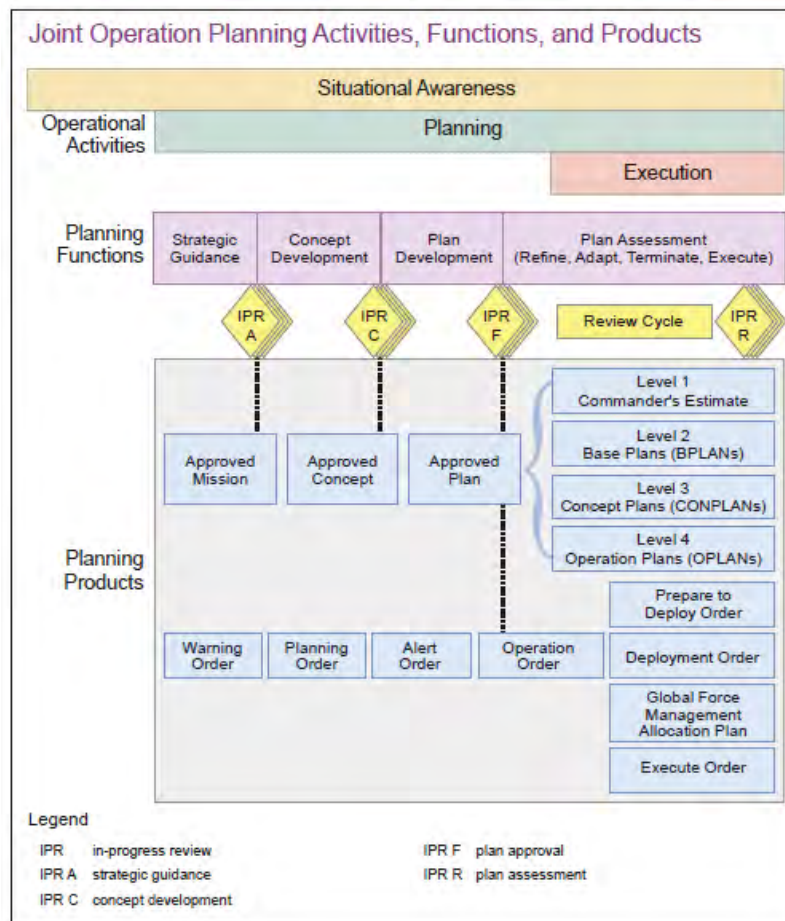 Joint Operation Planning Activities, Functions, and Products
Situational Awareness
Operational
Activities
Planning
Execution
Planning
Functions
Strategic
Guidance
Concept
Development
Plan
Development
Plan Assessment
(Refine, Adapt, Terminate, Execute)
IPR
A
IPR
C
IPR
F
Review Cycle
IPR
R
Level 1
Commander's Estimate
Level 2
Base Plans (BPLANs)
Level 3
Concept Plans (CONPLANs)
Level 4
Operation Plans (OPLANs)
Approved
Mission
Approved
Concept
Approved
Plan
Planning
Products
Prepare to
Deploy Order
Warning
Order
Planning
Order
Alert
Order
Operation
Order
Deployment Order
Global Force
Management
Allocation Plan
Execute Order
Legend
IPR in-progress review
IPR A strategic guidance
IPR C concept development
IPR F plan approval
IPR R plan assessment